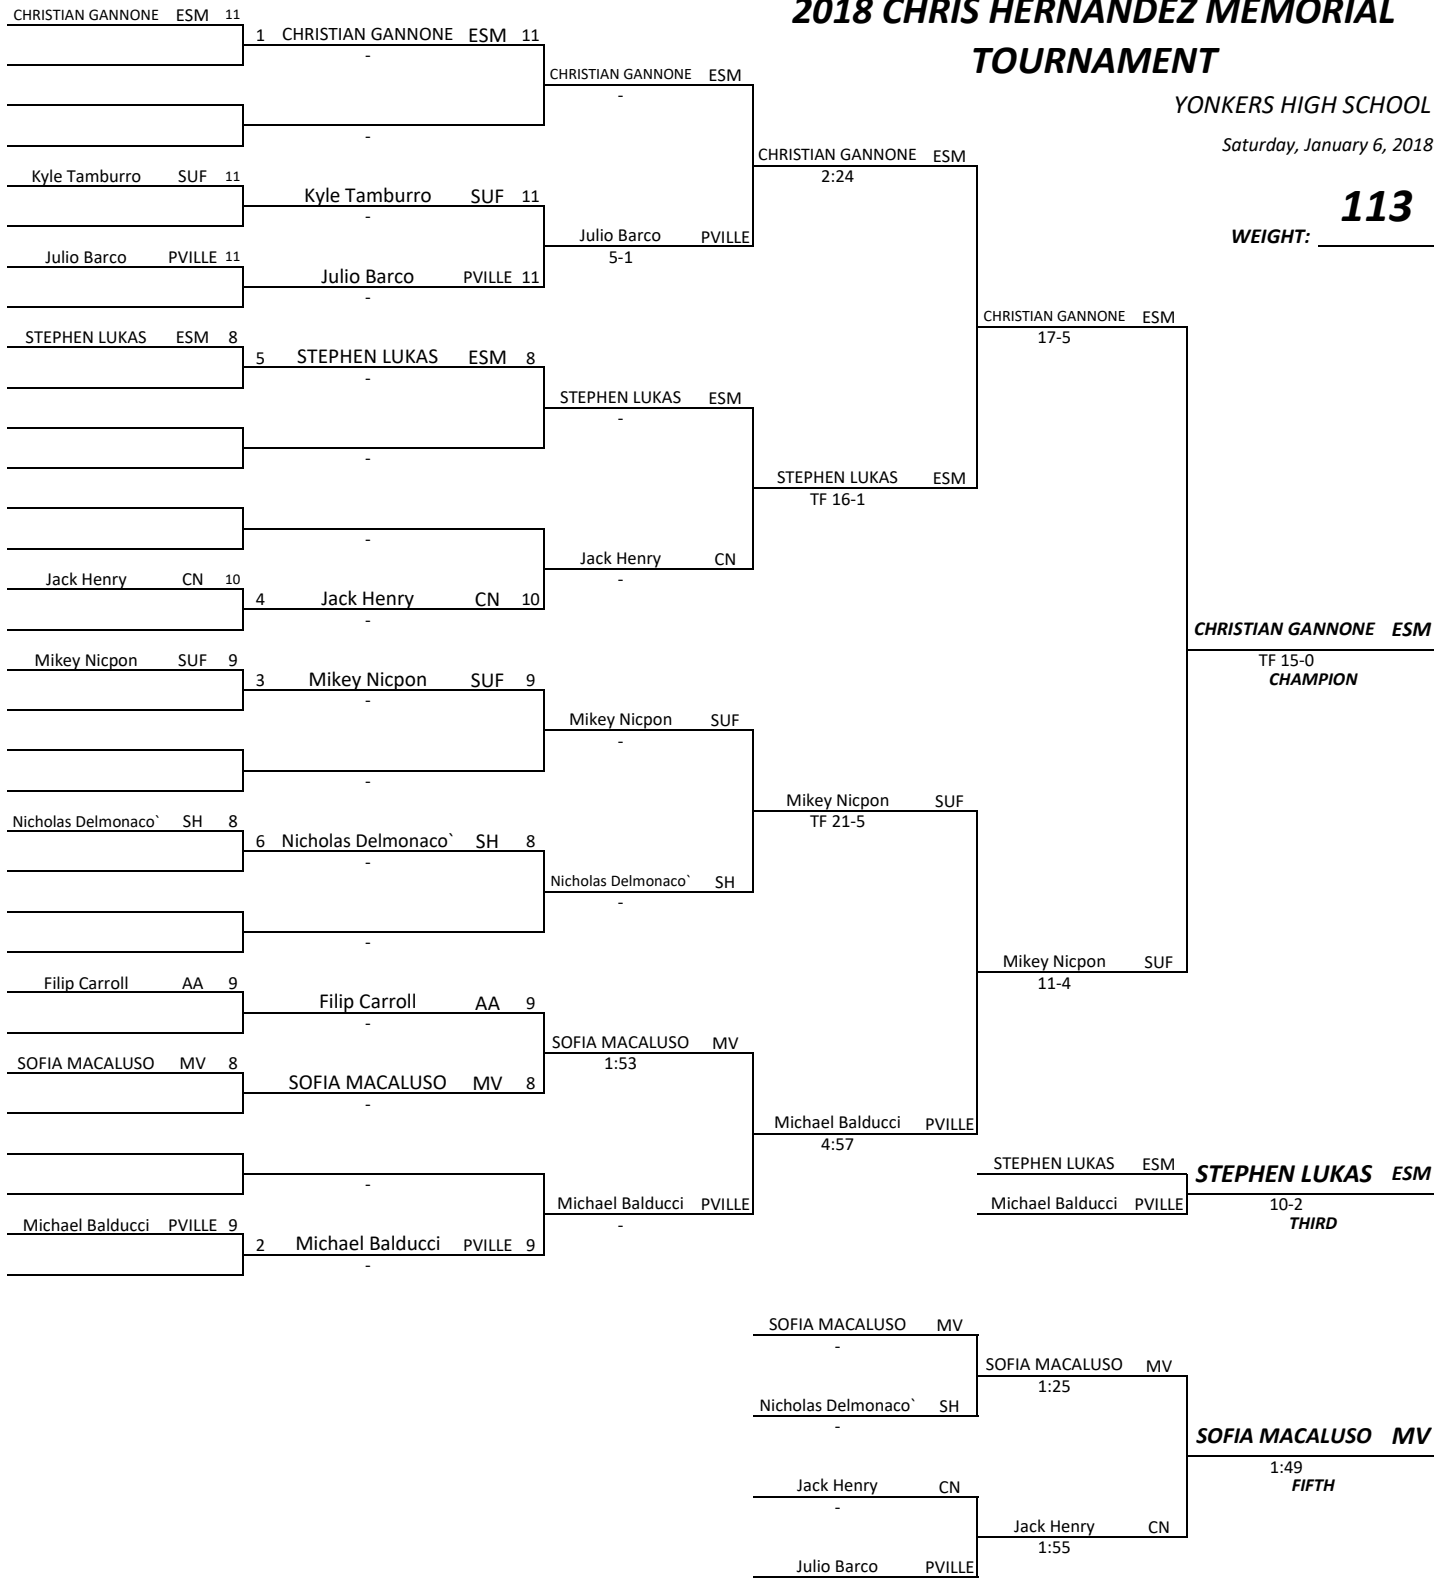 2018 CHRIS HERNANDEZ MEMORIAL
TOURNAMENT
YONKERS HIGH SCHOOL
Saturday, January 6, 2018
113
WEIGHT:
CHRISTIAN GANNONE ESM 11
Kyle Tamburro SUF 11
Julio Barco PVILLE 11
STEPHEN LUKAS ESM 8
Jack Henry CN 10
Mikey Nicpon SUF 9
Nicholas Delmonaco` SH 8
Filip Carroll AA 9
SOFIA MACALUSO MV 8
Michael Balducci PVILLE 9
1 CHRISTIAN GANNONE ESM 11
-
-
Kyle Tamburro SUF 11
-
Julio Barco PVILLE 11
-
5 STEPHEN LUKAS ESM 8
-
-
-
4 Jack Henry CN 10
-
3 Mikey Nicpon SUF 9
-
-
6 Nicholas Delmonaco` SH 8
-
-
Filip Carroll AA 9
-
SOFIA MACALUSO MV 8
-
-
2 Michael Balducci PVILLE 9
-
CHRISTIAN GANNONE ESM
-
Julio Barco PVILLE
5-1
STEPHEN LUKAS ESM
-
Jack Henry CN
-
Mikey Nicpon SUF
-
Nicholas Delmonaco` SH
-
SOFIA MACALUSO MV
1:53
Michael Balducci PVILLE
-
CHRISTIAN GANNONE ESM
2:24
STEPHEN LUKAS ESM
TF 16-1
Mikey Nicpon SUF
TF 21-5
Michael Balducci PVILLE
4:57
CHRISTIAN GANNONE ESM
17-5
Mikey Nicpon SUF
11-4
CHRISTIAN GANNONE ESM
TF 15-0
CHAMPION
STEPHEN LUKAS ESM
Michael Balducci PVILLE
STEPHEN LUKAS ESM
10-2
THIRD
SOFIA MACALUSO MV
-
Nicholas Delmonaco` SH
-
Jack Henry CN
-
Julio Barco PVILLE
SOFIA MACALUSO MV
1:25
Jack Henry CN
1:55
SOFIA MACALUSO MV
1:49
FIFTH